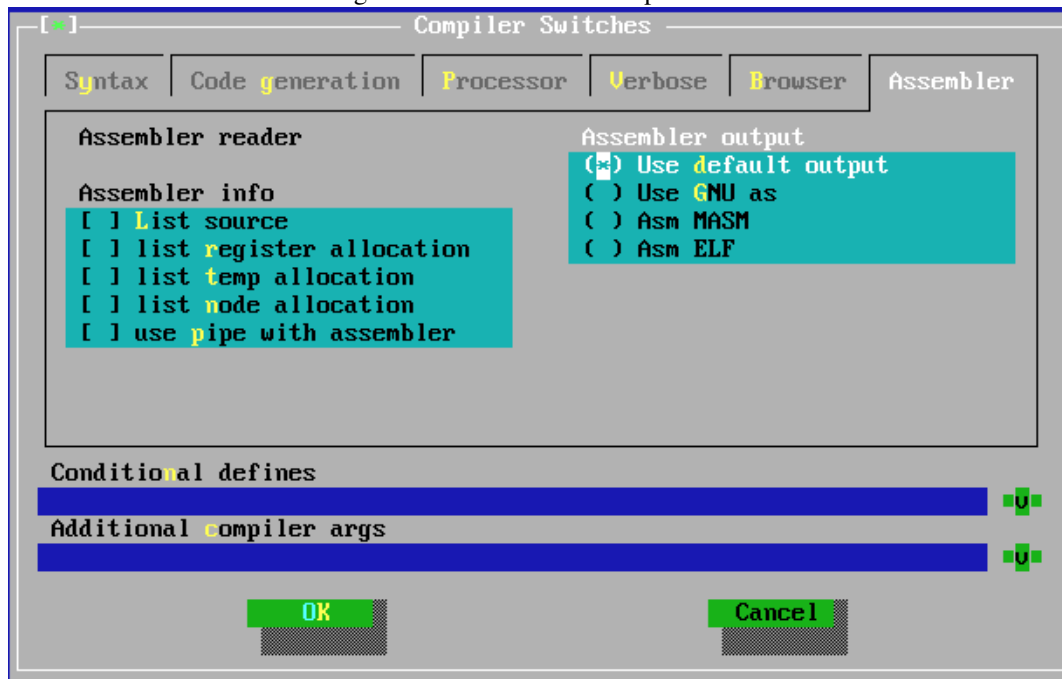 [*] Compiler Switches
Syntax Code generation Processor Verbose Browser Assembler
Assembler reader
Assembler info
[ ] List source
[ ] list register allocation
[ ] list temp allocation
[ ] list node allocation
[ ] use pipe with assembler
Assembler output
(*) Use default output
( ) Use GNU as
( ) Asm MASM
( ) Asm ELF
Conditional defines
Additional compiler args
OK Cancel